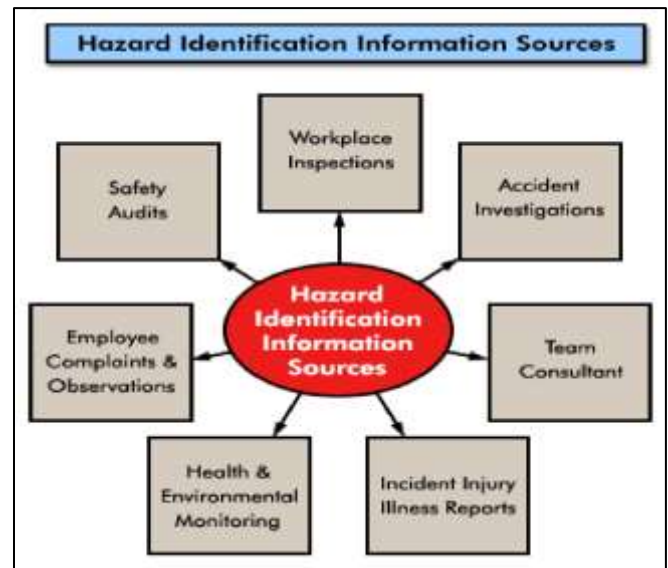 Hazard Identification Information Sources
Workplace
Inspections
Safety
Audits
Accident
Investigations
Hazard
Identification
Information
Sources
Employee
Complaints &
Observations
Team
Consultant
Health &
Environmental
Monitoring
Incident Injury
Illness Reports